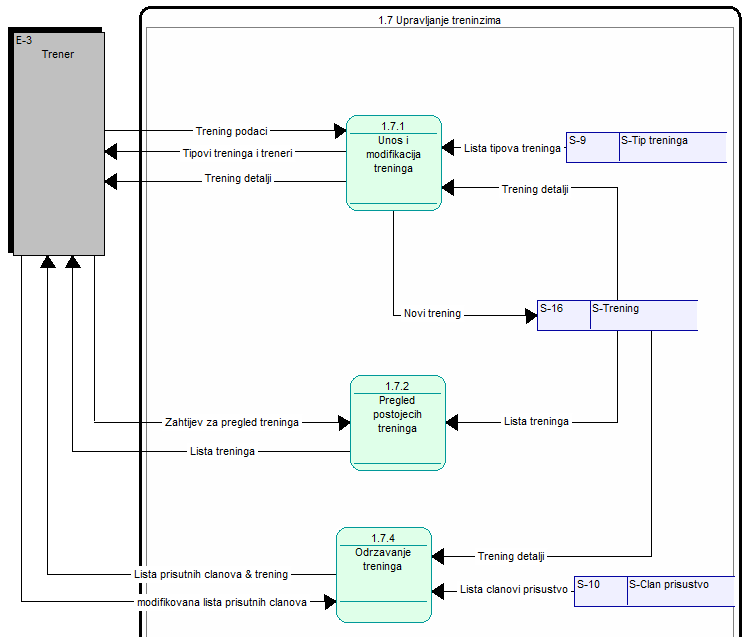 1.7 Upravljanje treninzima
E-3
Trener
Trening podaci
Tipovi treninga i treneri
Trening detalji
1.7.1
Unos i
modifikacija
treninga
Lista tipova treninga
S-9
S-Tip treninga
Trening detalji
Novi trening
S-16
S-Trening
1.7.2
Pregled
postojecih
treninga
Zahtijev za pregled treninga
Lista treninga
Lista treninga
1.7.4
Odrzavanje
treninga
Trening detalji
Lista prisutnih clanova & trening
modifikovana lista prisutnih clanova
Lista clanovi prisustvo
S-10
S-Clan prisustvo